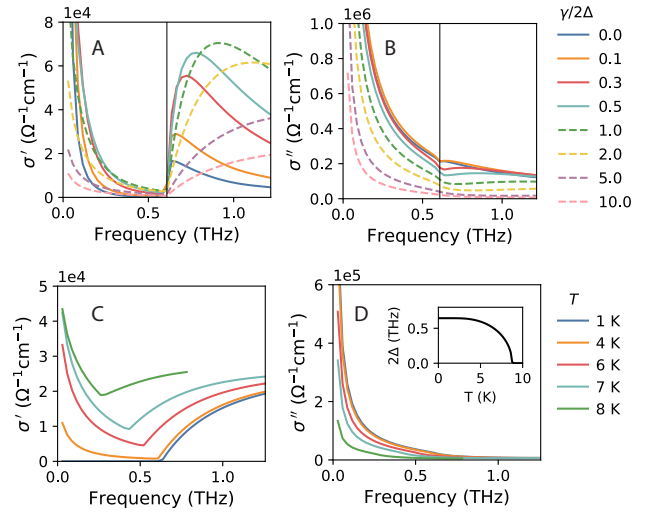 1e4
8
6
4
2
0
A
σ′ (Ω⁻¹cm⁻¹)
0.0
0.5
1.0
Frequency (THz)
1e6
1.0
0.8
0.6
0.4
0.2
0.0
B
σ″ (Ω⁻¹cm⁻¹)
0.0
0.5
1.0
Frequency (THz)
γ/2Δ
0.0
0.1
0.3
0.5
1.0
2.0
5.0
10.0
1e4
5
4
3
2
1
0
C
σ′ (Ω⁻¹cm⁻¹)
0.0
0.5
1.0
Frequency (THz)
1e5
6
4
2
0
D
σ″ (Ω⁻¹cm⁻¹)
0.0
0.5
1.0
Frequency (THz)
2Δ (THz)
0.5
0.0
0
5
10
T (K)
T
1 K
4 K
6 K
7 K
8 K